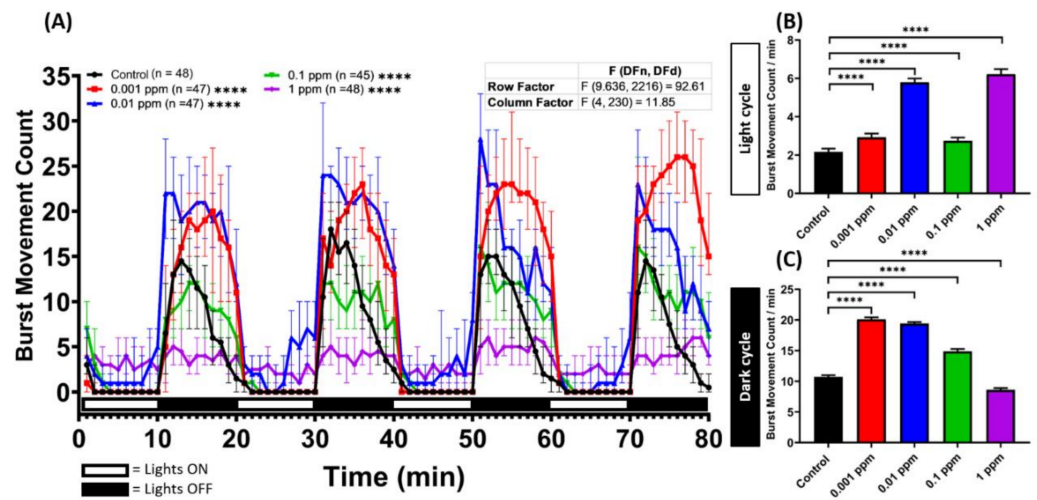 (A)
Burst Movement Count
35
30
25
20
15
10
5
0
Control (n = 48)
0.001 ppm (n =47) ****
0.01 ppm (n =47) ****
0.1 ppm (n =45) ****
1 ppm (n=48) ****
F (DFn, DFd)
Row Factor F (9.636, 2216) = 92.61
Column Factor F (4, 230) = 11.85
0 10 20 30 40 50 60 70 80
Time (min)
= Lights ON
= Lights OFF
(B)
Light cycle
Burst Movement Count / min
8
6
4
2
0
****
****
****
****
Control
0.001 ppm
0.01 ppm
0.1 ppm
1 ppm
(C)
Dark cycle
Burst Movement Count / min
25
20
15
10
5
0
****
****
****
****
Control
0.001 ppm
0.01 ppm
0.1 ppm
1 ppm